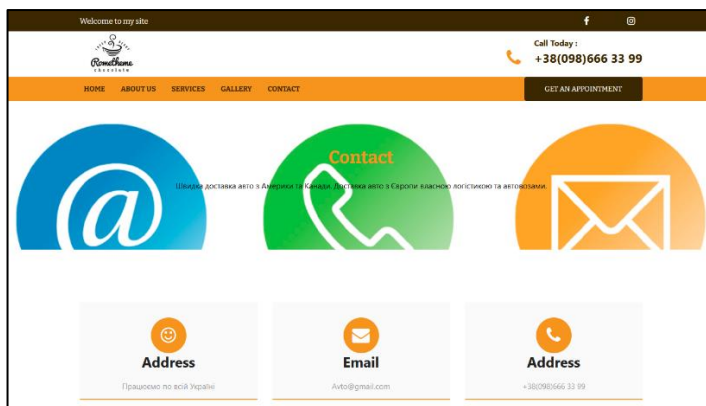 Welcome to my site
Rometheme
chocolate
Call Today :
+38(098)666 33 99
HOME ABOUT US SERVICES GALLERY CONTACT
GET AN APPOINTMENT
Contact
Швидка доставка авто з Америки та Канади. Доставка авто з Європи власною логістикою та автовозами.
Address
Працюємо по всій Україні
Email
Avto@gmail.com
Address
+38(098)666 33 99